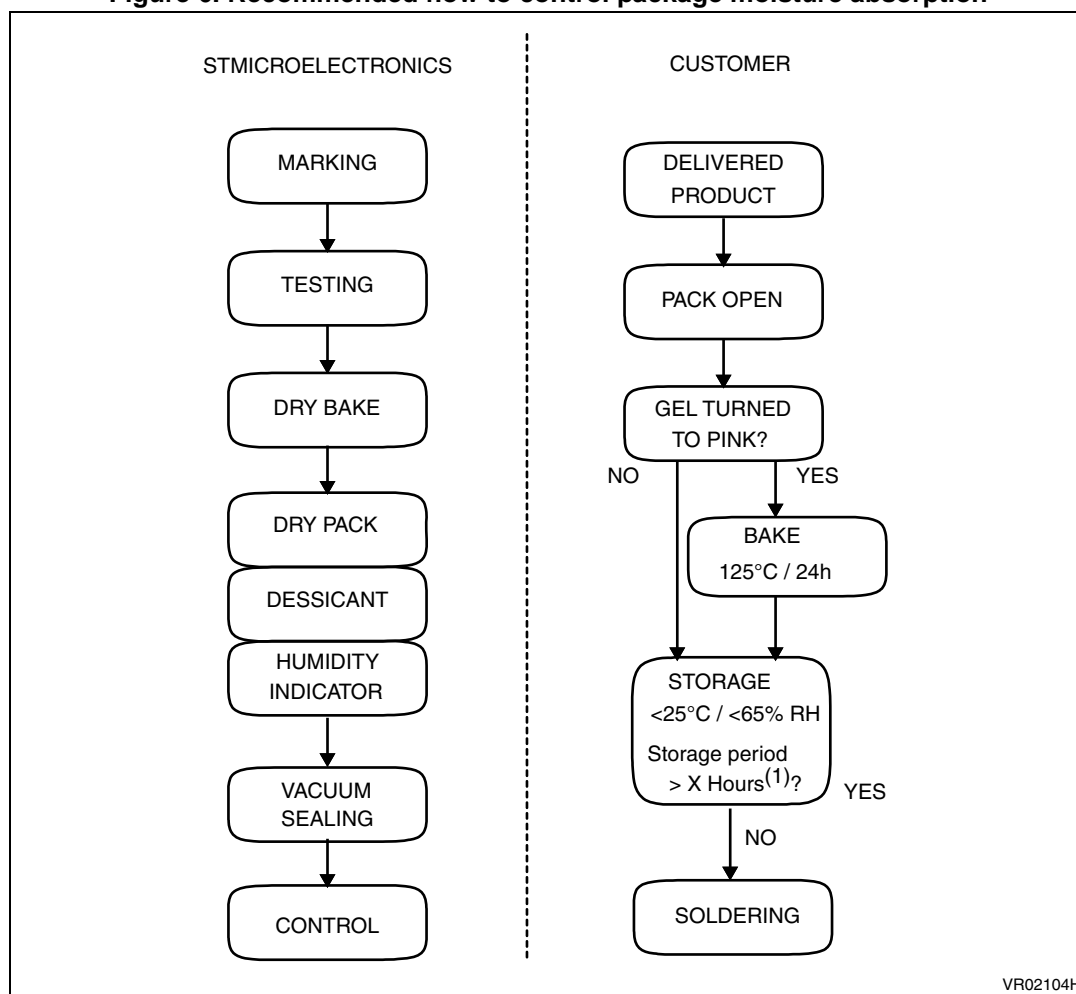 Figure 6. Recommended flow to control package moisture absorption
STMICROELECTRONICS
MARKING
TESTING
DRY BAKE
DRY PACK
DESSICANT
HUMIDITY
INDICATOR
VACUUM
SEALING
CONTROL
CUSTOMER
DELIVERED
PRODUCT
PACK OPEN
GEL TURNED
TO PINK?
NO
YES
BAKE
125°C / 24h
STORAGE
<25°C / <65% RH
Storage period
> X Hours(1)?
YES
NO
SOLDERING
VR02104H